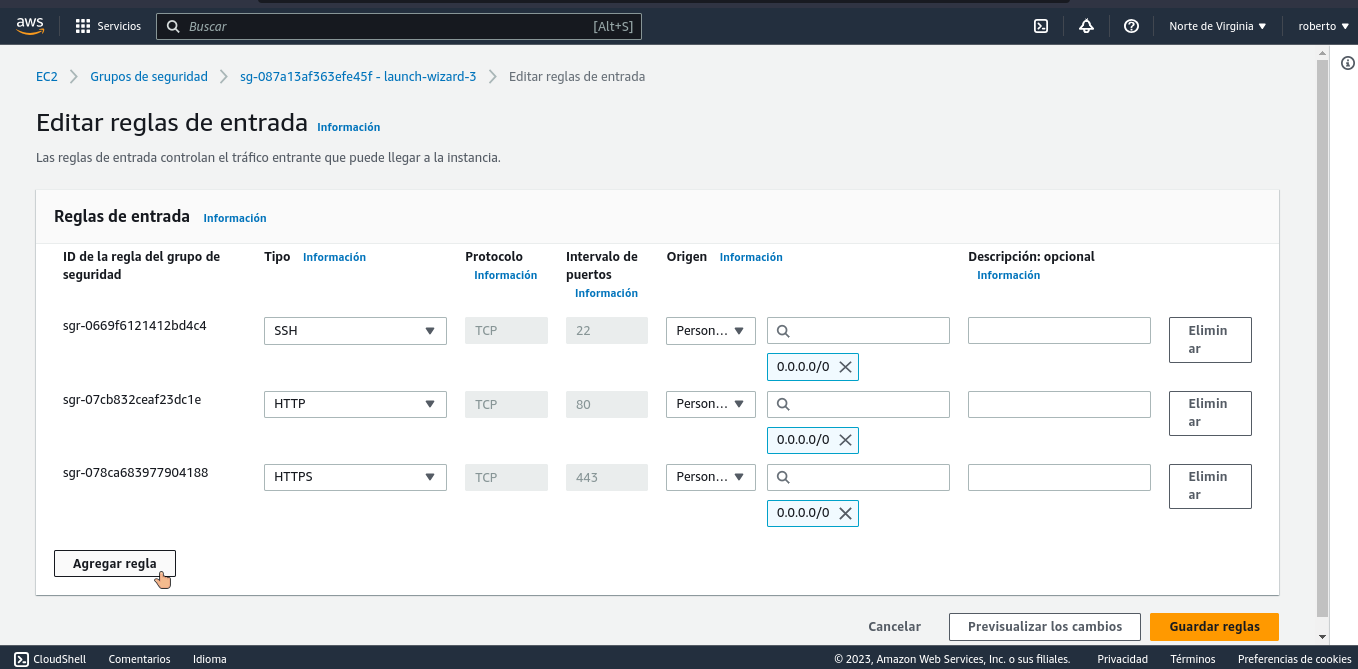 aws Servicios Buscar [Alt+S] Norte de Virginia roberto
EC2 Grupos de seguridad sg-087a13af363efe45f - launch-wizard-3 Editar reglas de entrada
Editar reglas de entrada Información
Las reglas de entrada controlan el tráfico entrante que puede llegar a la instancia.
Reglas de entrada Información
ID de la regla del grupo de seguridad Tipo Información Protocolo Información Intervalo de puertos Información Origen Información Descripción: opcional Información
sgr-0669f6121412bd4c4 SSH TCP 22 Person... Eliminar
0.0.0.0/0
sgr-07cb832ceaf23dc1e HTTP TCP 80 Person... Eliminar
0.0.0.0/0
sgr-078ca683977904188 HTTPS TCP 443 Person... Eliminar
0.0.0.0/0
Agregar regla
Cancelar Previsualizar los cambios Guardar reglas
CloudShell Comentarios Idioma © 2023, Amazon Web Services, Inc. o sus filiales. Privacidad Términos Preferencias de cookies